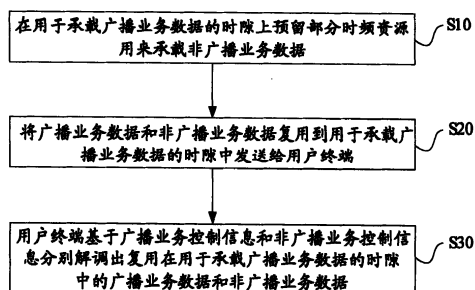 在用于承载广播业务数据的时隙上预留部分时频资源
用来承载非广播业务数据
S10
将广播业务数据和非广播业务数据复用到用于承载广
播业务数据的时隙中发送给用户终端
S20
用户终端基于广播业务控制信息和非广播业务控制信
息分别解调出复用在用于承载广播业务数据的时隙
中的广播业务数据和非广播业务数据
S30